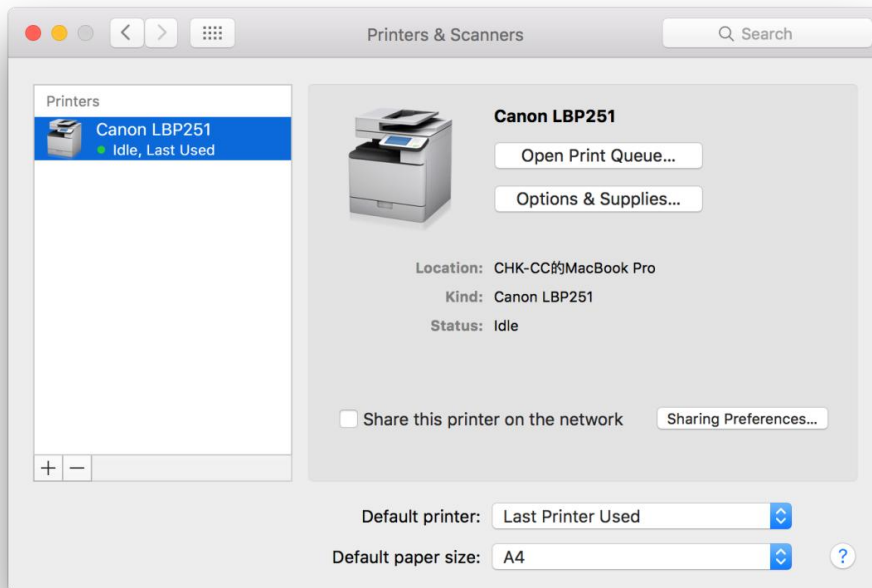 Printers & Scanners
Search
Printers
Canon LBP251
Idle, Last Used
Canon LBP251
Open Print Queue...
Options & Supplies...
Location: CHK-CC的MacBook Pro
Kind: Canon LBP251
Status: Idle
Share this printer on the network
Sharing Preferences...
Default printer: Last Printer Used
Default paper size: A4
?